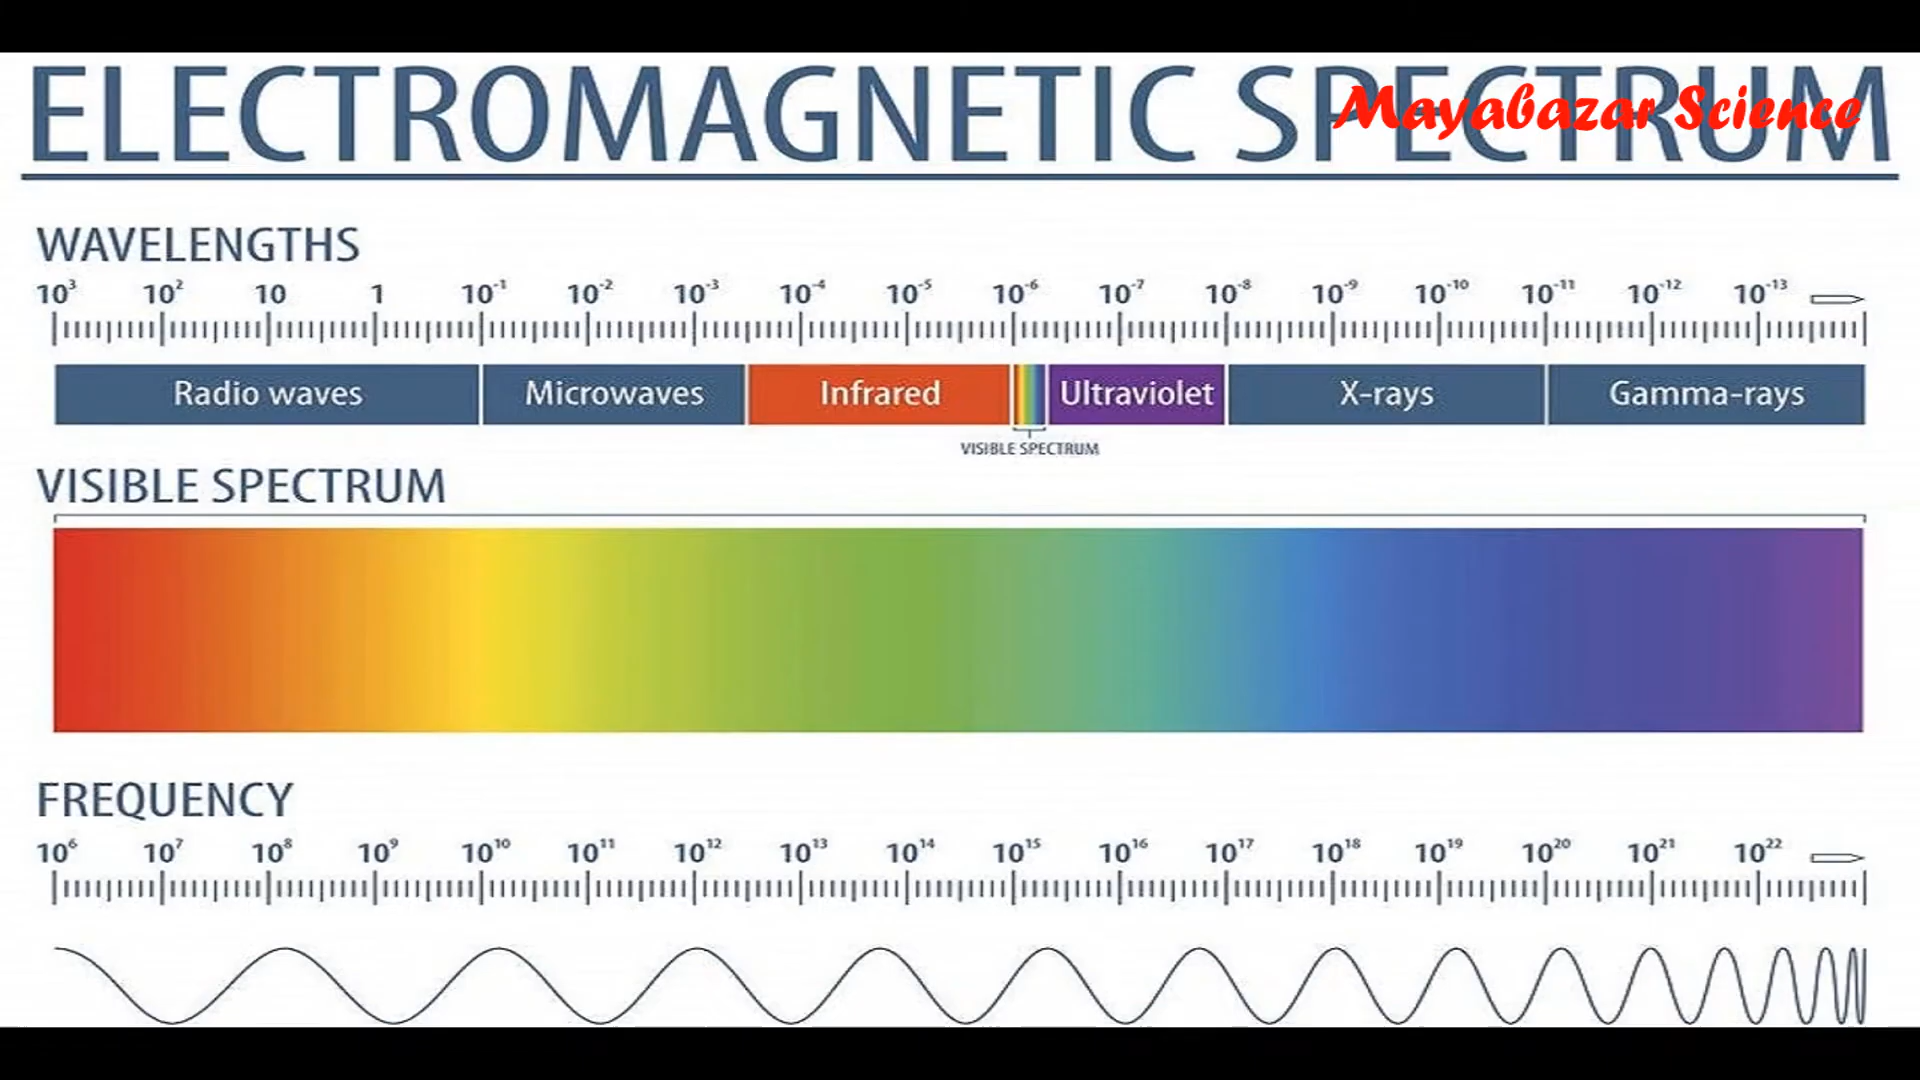 ELECTROMAGNETIC SPECTRUM
Mayabazar Science
WAVELENGTHS
10³ 10² 10 1 10⁻¹ 10⁻² 10⁻³ 10⁻⁴ 10⁻⁵ 10⁻⁶ 10⁻⁷ 10⁻⁸ 10⁻⁹ 10⁻¹⁰ 10⁻¹¹ 10⁻¹² 10⁻¹³
Radio waves Microwaves Infrared Ultraviolet X-rays Gamma-rays
VISIBLE SPECTRUM
VISIBLE SPECTRUM
FREQUENCY
10⁶ 10⁷ 10⁸ 10⁹ 10¹⁰ 10¹¹ 10¹² 10¹³ 10¹⁴ 10¹⁵ 10¹⁶ 10¹⁷ 10¹⁸ 10¹⁹ 10²⁰ 10²¹ 10²²